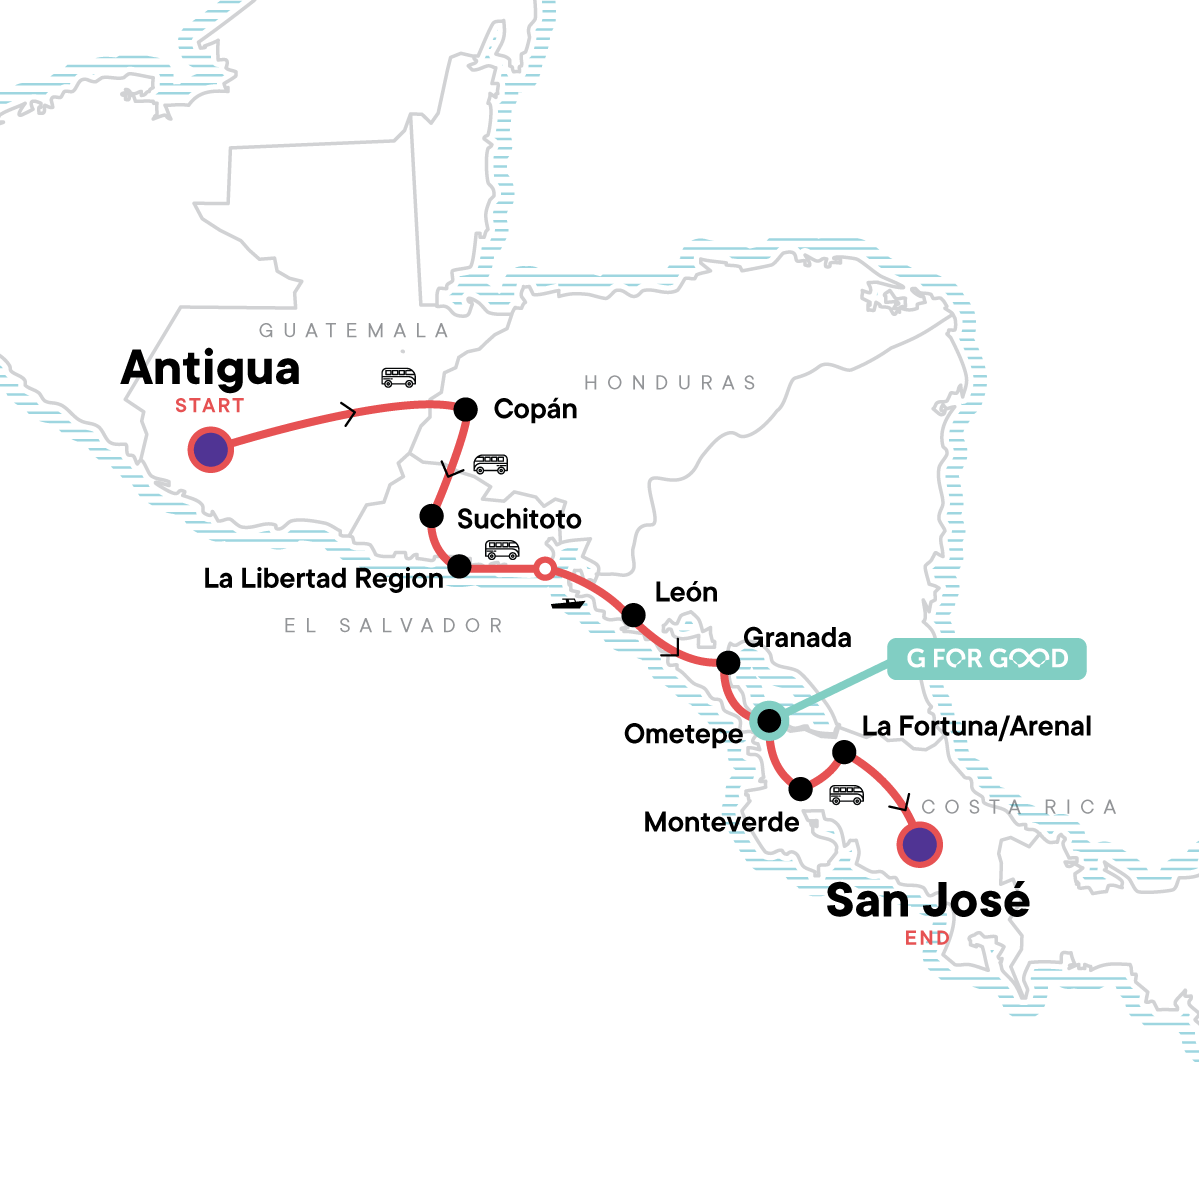 GUATEMALA
Antigua
START
HONDURAS
Copán
Suchitoto
La Libertad Region
León
EL SALVADOR
Granada
G FOR GOOD
Ometepe
La Fortuna/Arenal
COSTA RICA
Monteverde
San José
END